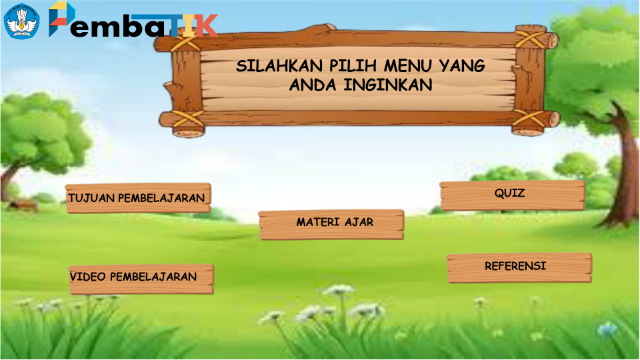 PembaTIK
SILAHKAN PILIH MENU YANG
ANDA INGINKAN
TUJUAN PEMBELAJARAN
QUIZ
MATERI AJAR
VIDEO PEMBELAJARAN
REFERENSI